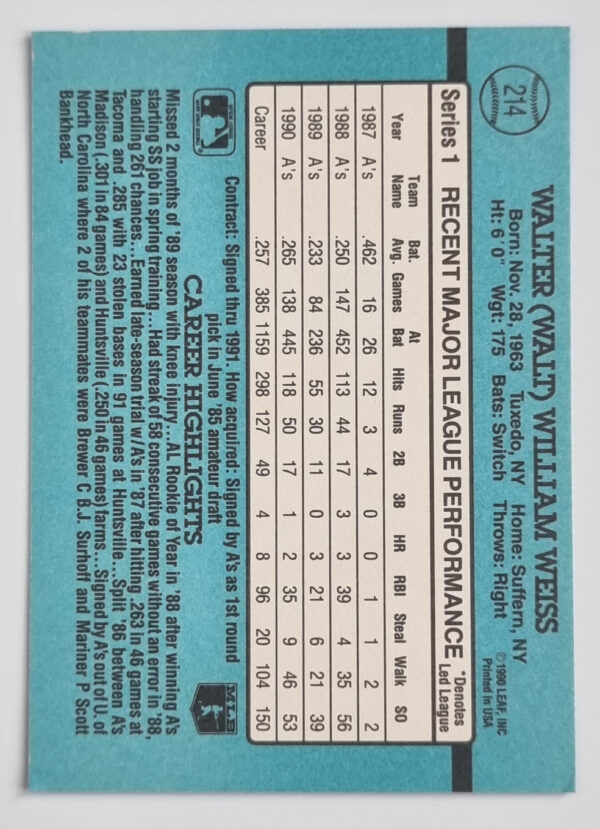 214
WALTER (WALT) WILLIAM WEISS
Born: Nov. 28, 1963 Tuxedo, NY Home: Suffern, NY
Ht: 6'0" Wgt: 175 Bats: Switch Throws: Right
©1990 LEAF, INC
Printed in USA
Series 1 RECENT MAJOR LEAGUE PERFORMANCE *Denotes Led League
Year Team Name Bat. Avg. Games At Bat Hits Runs 2B 3B HR RBI Steal Walk SO
1987 A's .462 16 26 12 3 4 0 0 1 1 2 2
1988 A's .250 147 452 113 44 17 3 3 39 4 35 56
1989 A's .233 84 236 55 30 11 0 3 21 6 21 39
1990 A's .265 138 445 118 50 17 1 2 35 9 46 53
Career .257 385 1159 298 127 49 4 8 96 20 104 150
Contract: Signed thru 1991. How acquired: Signed by A's as 1st round
pick in June '85 amateur draft
CAREER HIGHLIGHTS
MLB
Missed 2 months of '89 season with knee injury...AL Rookie of Year in '88 after winning A's
starting SS job in spring training...Had streak of 58 consecutive games without an error in '88,
handling 261 chances...Earned late-season trial w/A's in '87 after hitting .263 in 46 games at
Tacoma and .285 with 23 stolen bases in 91 games at Huntsville...Split '86 between A's
Madison (.301 in 84 games) and Huntsville (.250 in 46 games) farms...Signed by A's out of U. of
North Carolina where 2 of his teammates were Brewer C B.J. Surhoff and Mariner P Scott
Bankhead.